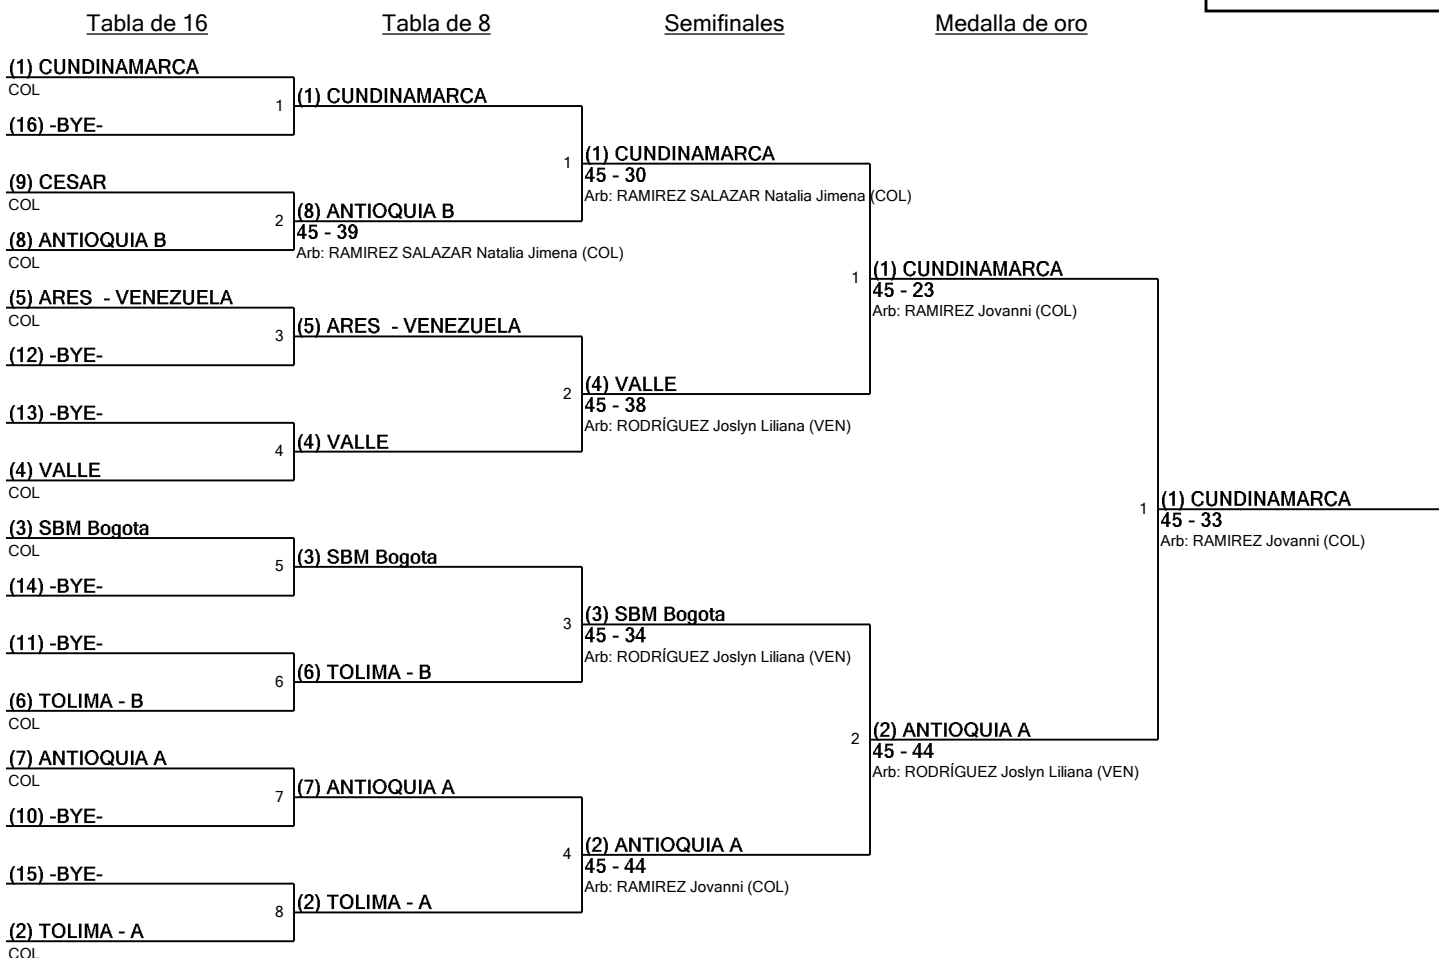 Tabla de 16
Tabla de 8
Semifinales
Medalla de oro
(1) CUNDINAMARCA
COL
(16) -BYE-
(9) CESAR
COL
(8) ANTIOQUIA B
COL
(5) ARES - VENEZUELA
COL
(12) -BYE-
(13) -BYE-
(4) VALLE
COL
(3) SBM Bogota
COL
(14) -BYE-
(11) -BYE-
(6) TOLIMA - B
COL
(7) ANTIOQUIA A
COL
(10) -BYE-
(15) -BYE-
(2) TOLIMA - A
COL
1
(1) CUNDINAMARCA
2
(8) ANTIOQUIA B
45 - 39
Arb: RAMIREZ SALAZAR Natalia Jimena (COL)
3
(5) ARES - VENEZUELA
4
(4) VALLE
5
(3) SBM Bogota
6
(6) TOLIMA - B
7
(7) ANTIOQUIA A
8
(2) TOLIMA - A
1
(1) CUNDINAMARCA
45 - 30
Arb: RAMIREZ SALAZAR Natalia Jimena (COL)
2
(4) VALLE
45 - 38
Arb: RODRÍGUEZ Joslyn Liliana (VEN)
3
(3) SBM Bogota
45 - 34
Arb: RODRÍGUEZ Joslyn Liliana (VEN)
4
(2) ANTIOQUIA A
45 - 44
Arb: RAMIREZ Jovanni (COL)
1
(1) CUNDINAMARCA
45 - 23
Arb: RAMIREZ Jovanni (COL)
2
(2) ANTIOQUIA A
45 - 44
Arb: RODRÍGUEZ Joslyn Liliana (VEN)
1
(1) CUNDINAMARCA
45 - 33
Arb: RAMIREZ Jovanni (COL)